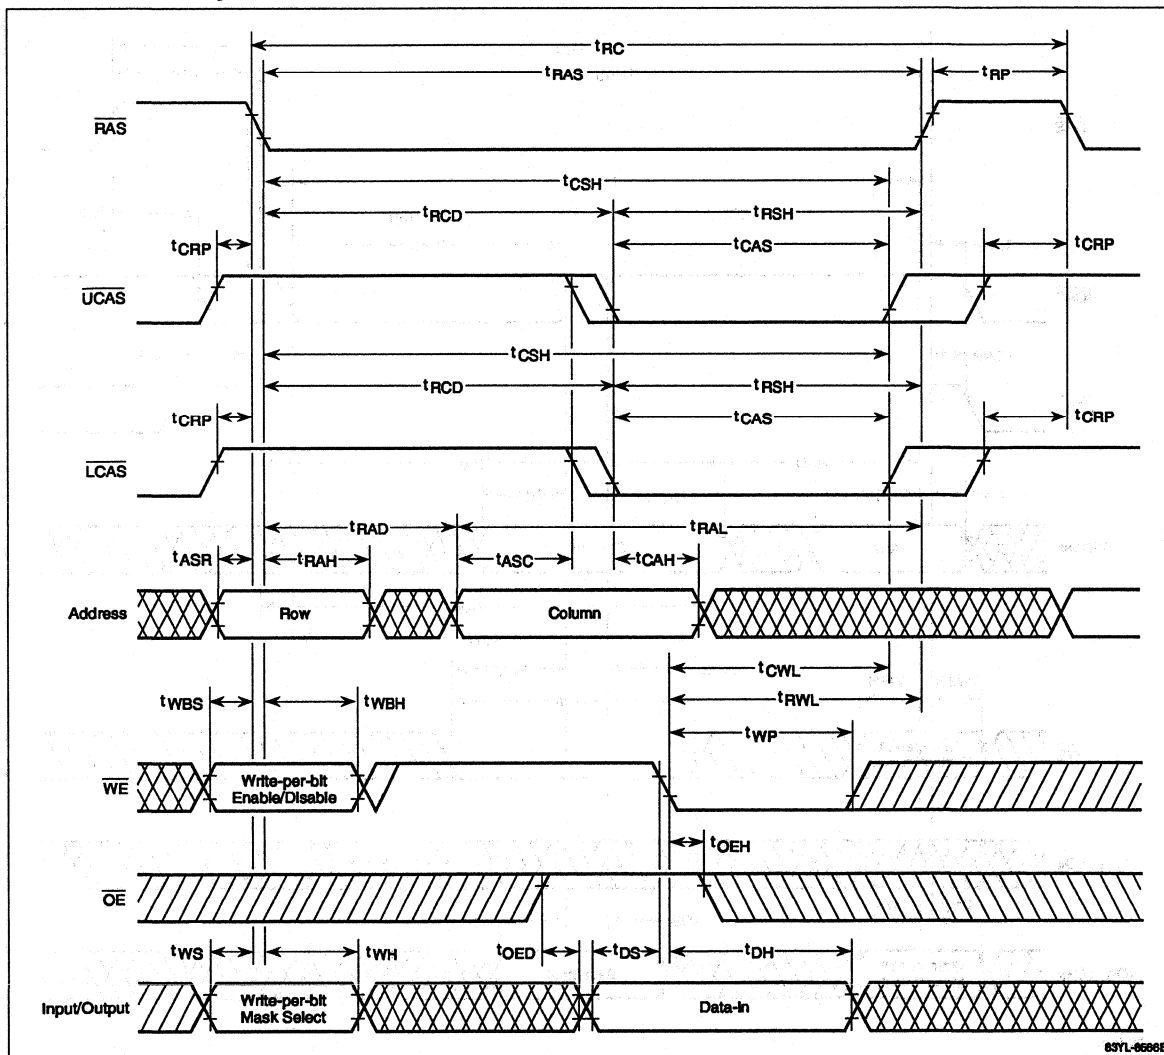 tRC
tRAS
tRP
RAS
tCSH
tRCD
tRSH
tCRP
tCAS
tCRP
UCAS
tCSH
tRCD
tRSH
tCRP
tCAS
tCRP
LCAS
tRAD
tRAL
tASR
tRAH
tASC
tCAH
Address
Row
Column
tCWL
tWBS
tWBH
tRWL
tWP
WE
Write-per-bit
Enable/Disable
tOEH
OE
tWS
tWH
tOED
tDS
tDH
Input/Output
Write-per-bit
Mask Select
Data-In